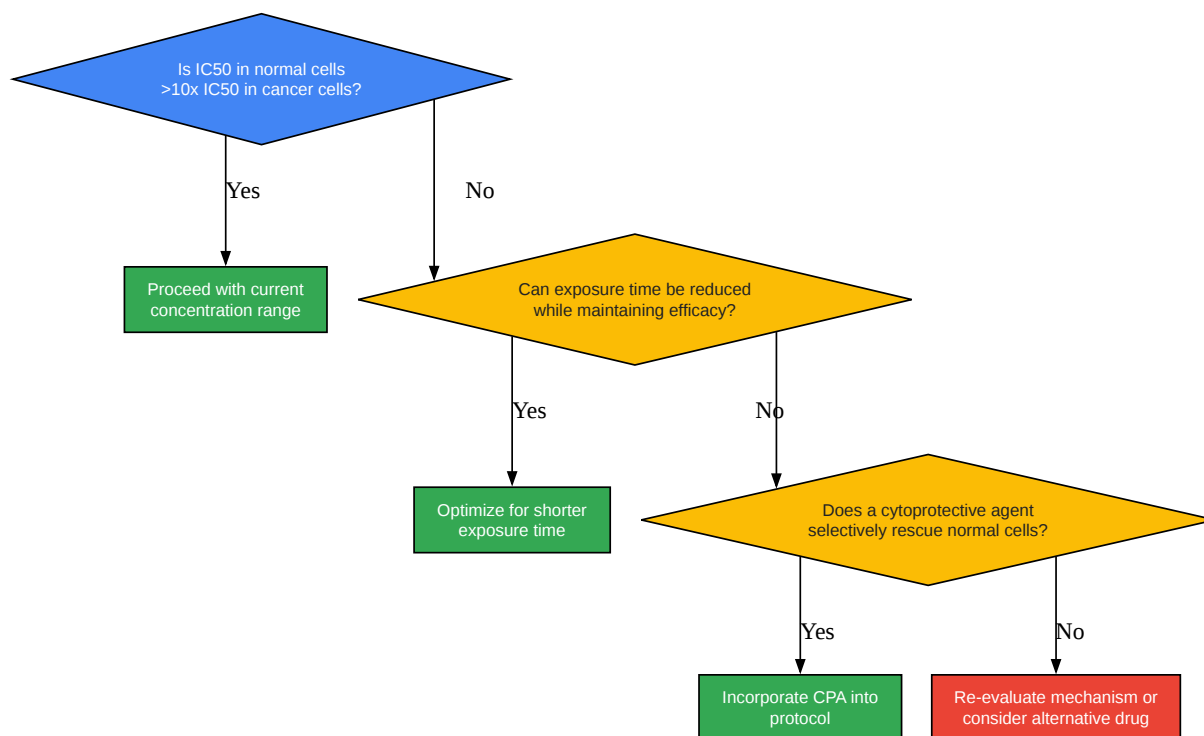 Is IC50 in normal cells
>10x IC50 in cancer cells?
Yes
No
Proceed with current
concentration range
Can exposure time be reduced
while maintaining efficacy?
Yes
No
Optimize for shorter
exposure time
Does a cytoprotective agent
selectively rescue normal cells?
Yes
No
Incorporate CPA into
protocol
Re-evaluate mechanism or
consider alternative drug